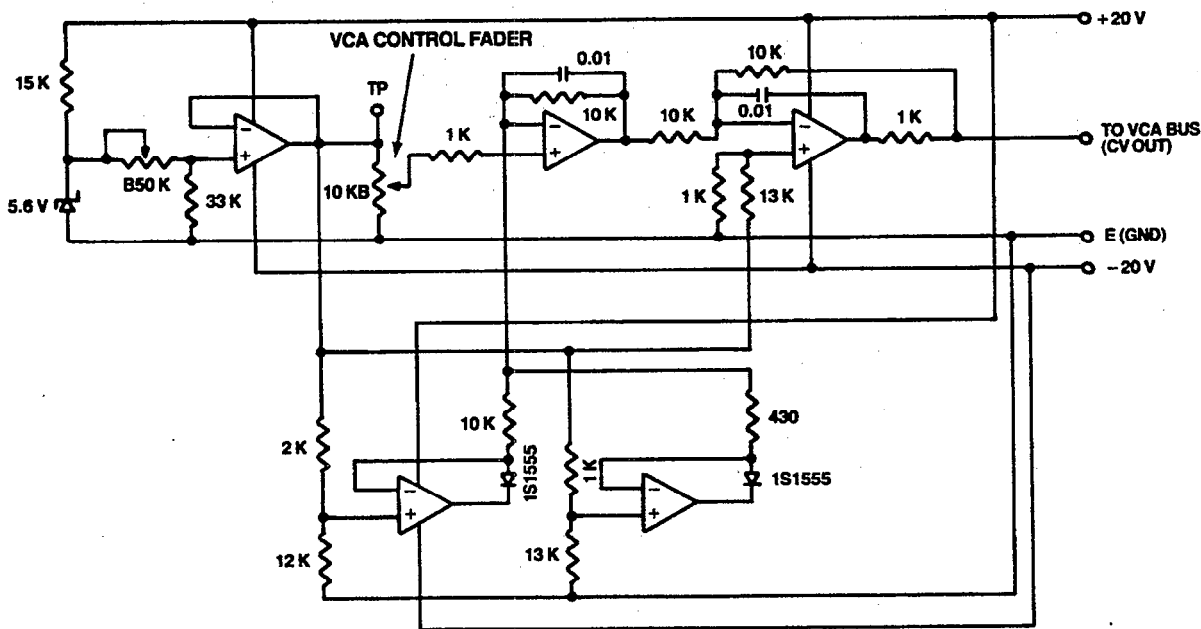 +20 V
VCA CONTROL FADER
0.01
10 K
15 K
TP
10 K
10 K
0.01
1 K
1 K
TO VCA BUS
(CV OUT)
B50 K
33 K
10 KB
1 K
13 K
5.6 V
E (GND)
−20 V
10 K
430
2 K
1S1555
1 K
1S1555
12 K
13 K
−
+
−
+
−
+
−
+
−
+